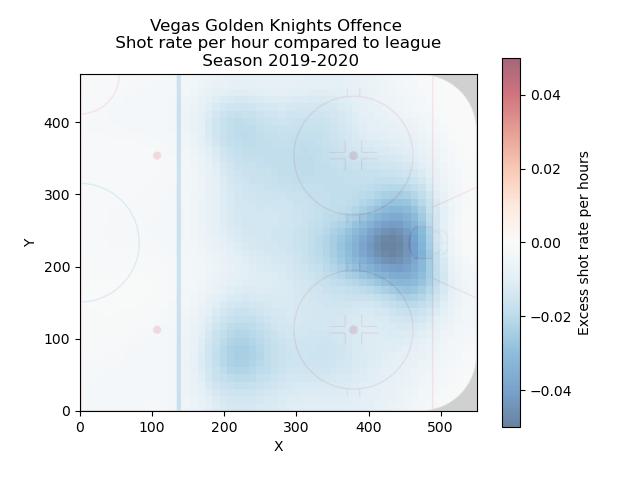 Vegas Golden Knights Offence
Shot rate per hour compared to league
Season 2019-2020
Y
400
300
200
100
0
0 100 200 300 400 500
X
0.04
0.02
0.00
−0.02
−0.04
Excess shot rate per hours